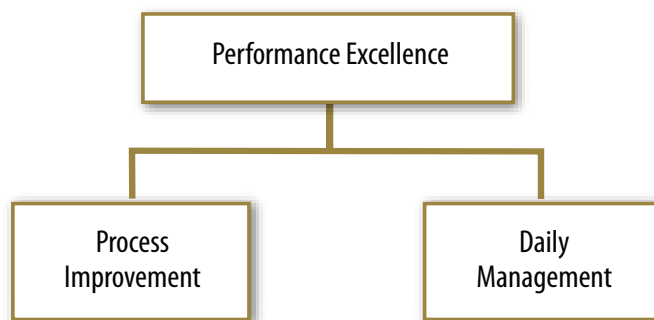 Performance Excellence
Process
Improvement
Daily
Management